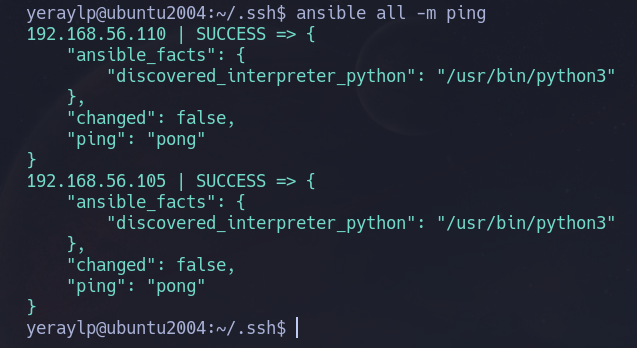 yeraylp@ubuntu2004:~/.ssh$ ansible all -m ping
192.168.56.110 | SUCCESS => {
    "ansible_facts": {
        "discovered_interpreter_python": "/usr/bin/python3"
    },
    "changed": false,
    "ping": "pong"
}
192.168.56.105 | SUCCESS => {
    "ansible_facts": {
        "discovered_interpreter_python": "/usr/bin/python3"
    },
    "changed": false,
    "ping": "pong"
}
yeraylp@ubuntu2004:~/.ssh$